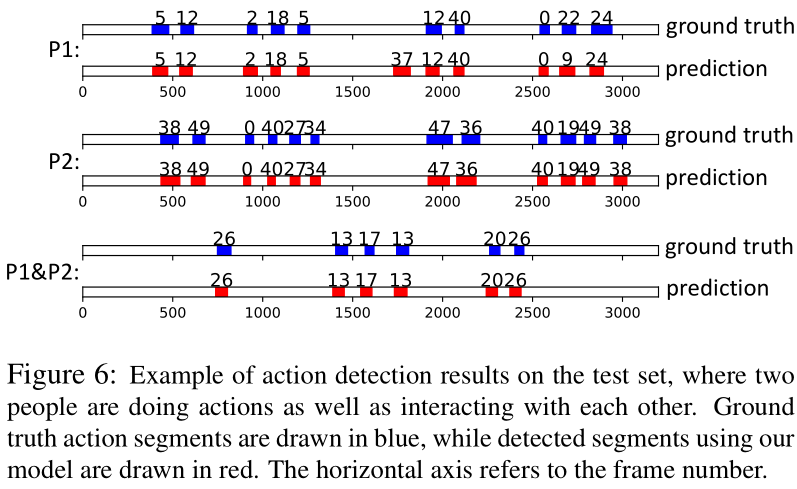 5 12 2 18 5 12 40 0 22 24 ground truth
P1:
5 12 2 18 5 37 12 40 0 9 24 prediction
0 500 1000 1500 2000 2500 3000
38 49 0 40 27 34 47 36 40 19 49 38 ground truth
P2:
38 49 0 40 27 34 47 36 40 19 49 38 prediction
0 500 1000 1500 2000 2500 3000
26 13 17 13 20 26 ground truth
P1&P2:
26 13 17 13 20 26 prediction
0 500 1000 1500 2000 2500 3000
Figure 6: Example of action detection results on the test set, where two
people are doing actions as well as interacting with each other. Ground
truth action segments are drawn in blue, while detected segments using our
model are drawn in red. The horizontal axis refers to the frame number.